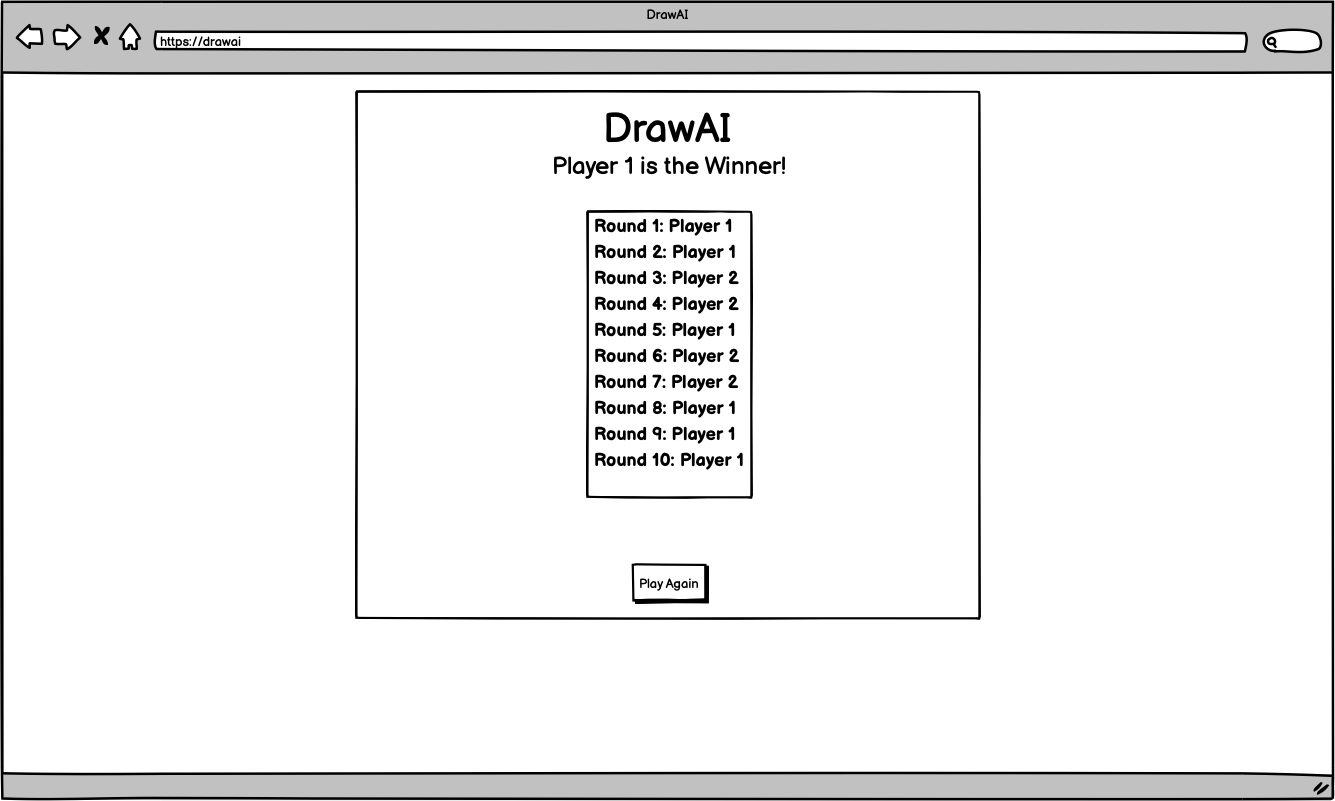 DrawAI
https://drawai
DrawAI
Player 1 is the Winner!
Round 1: Player 1
Round 2: Player 1
Round 3: Player 2
Round 4: Player 2
Round 5: Player 1
Round 6: Player 2
Round 7: Player 2
Round 8: Player 1
Round 9: Player 1
Round 10: Player 1
Play Again